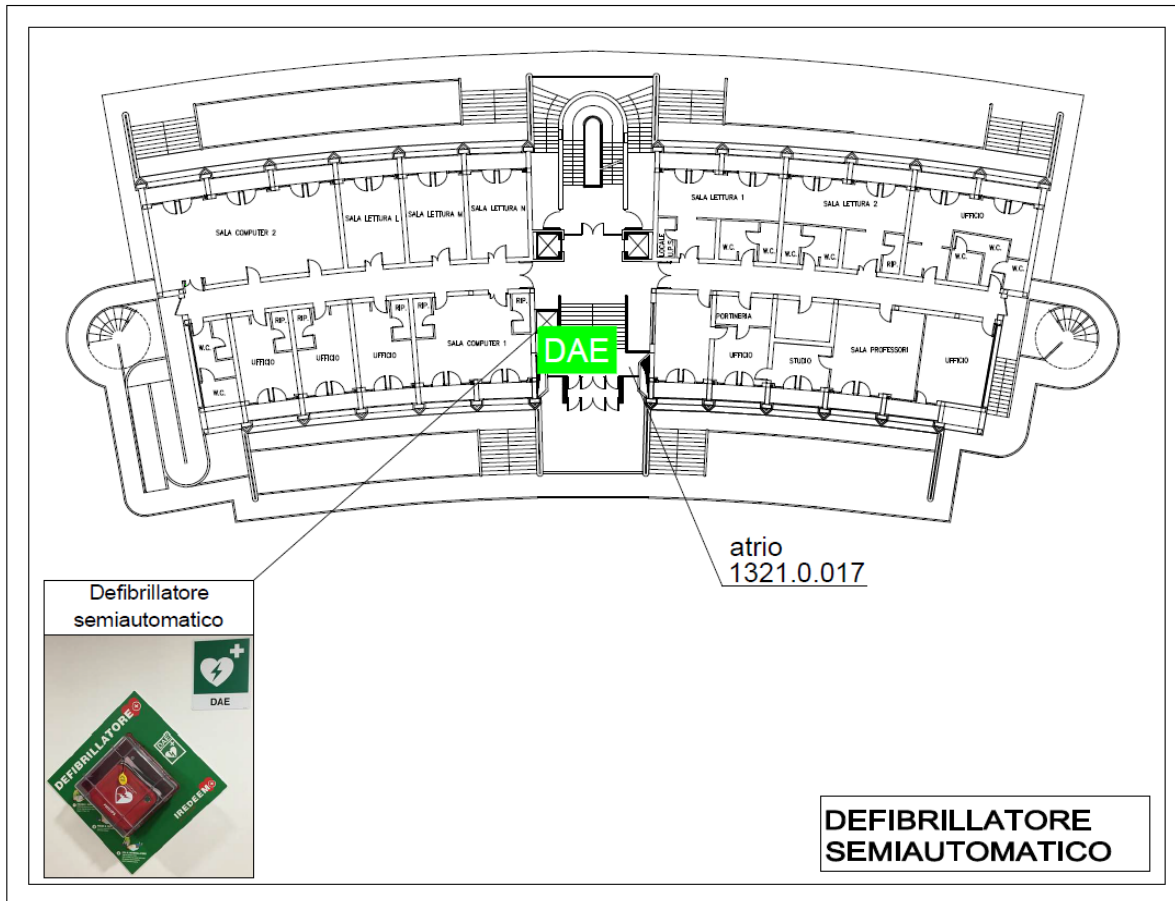 SALA COMPUTER 2
SALA LETTURA L
SALA LETTURA M
SALA LETTURA N
SALA LETTURA 1
SALA LETTURA 2
UFFICIO
LOCALE
U.P.S.
W.C.
W.C.
W.C.
W.C.
RIP.
W.C.
W.C.
W.C.
W.C.
W.C.
RIP.
RIP.
RIP.
RIP.
RIP.
UFFICIO
UFFICIO
UFFICIO
SALA COMPUTER 1
DAE
PORTINERIA
UFFICIO
STUDIO
SALA PROFESSORI
UFFICIO
atrio
1321.0.017
Defibrillatore
semiautomatico
DAE
DEFIBRILLATORE
DAE
IREDEEM
PHILIPS
DEFIBRILLATORE
SEMIAUTOMATICO